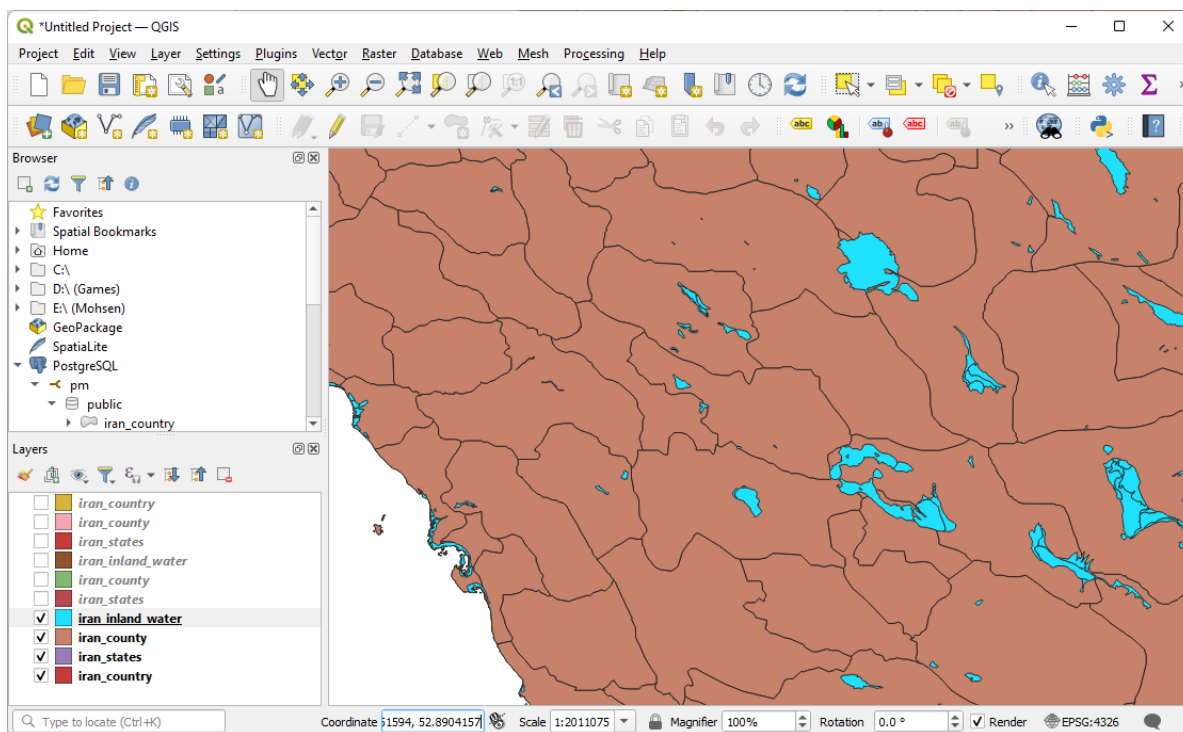 *Untitled Project — QGIS
Project Edit View Layer Settings Plugins Vector Raster Database Web Mesh Processing Help
Browser
Favorites
Spatial Bookmarks
Home
C:\
D:\ (Games)
E:\ (Mohsen)
GeoPackage
SpatiaLite
PostgreSQL
pm
public
iran_country
Layers
iran_country
iran_county
iran_states
iran_inland_water
iran_county
iran_states
iran_inland_water
iran_county
iran_states
iran_country
Type to locate (Ctrl+K) Coordinate 51594, 52.8904157 Scale 1:2011075 Magnifier 100% Rotation 0.0 ° Render EPSG:4326